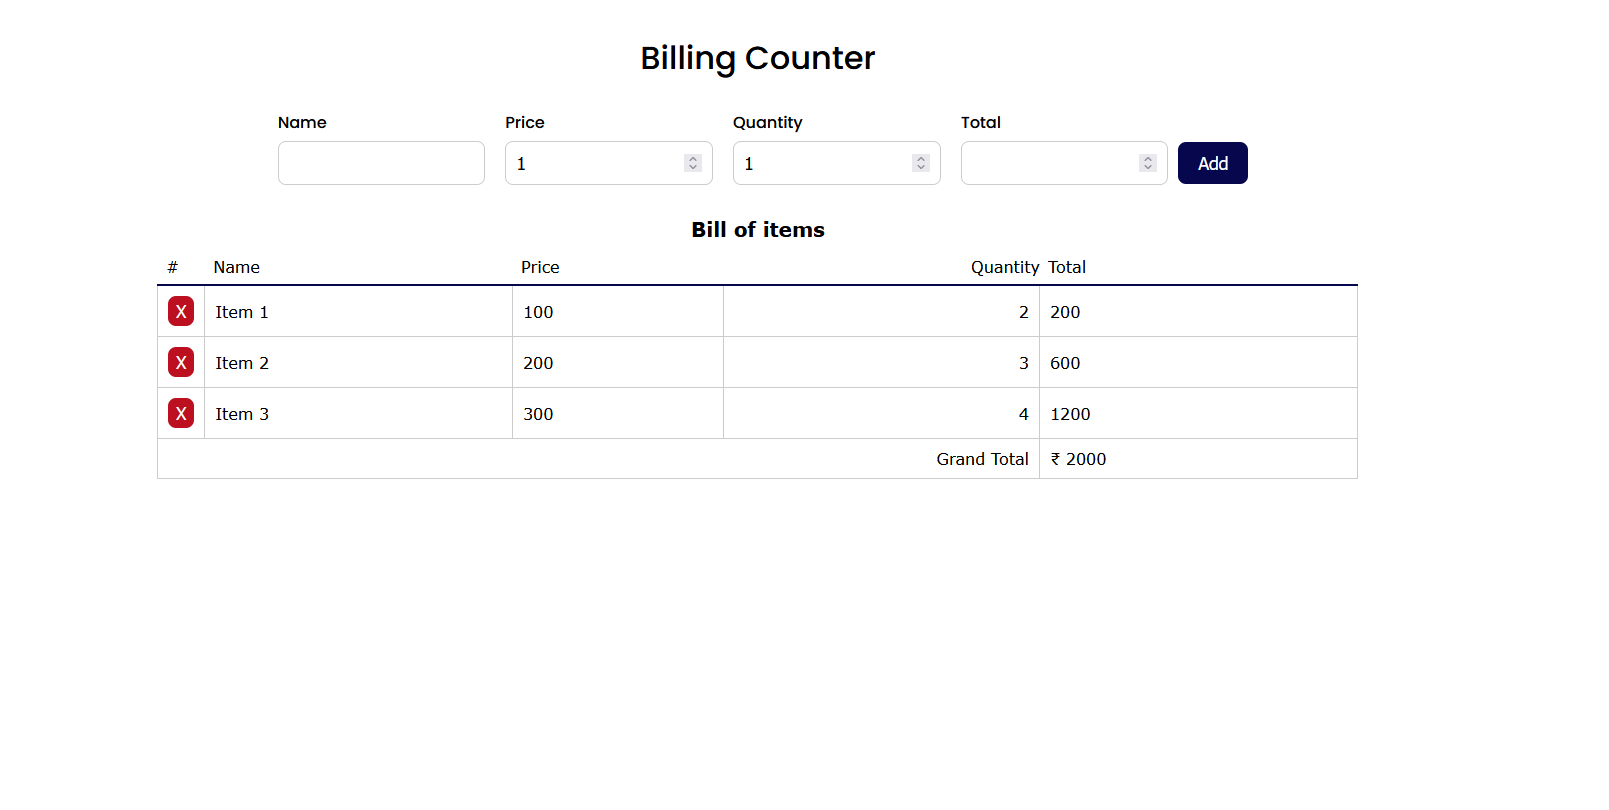 Billing Counter
Name Price Quantity Total
1 1 Add
Bill of items
# Name Price Quantity Total
X Item 1 100 2 200
X Item 2 200 3 600
X Item 3 300 4 1200
Grand Total ₹ 2000